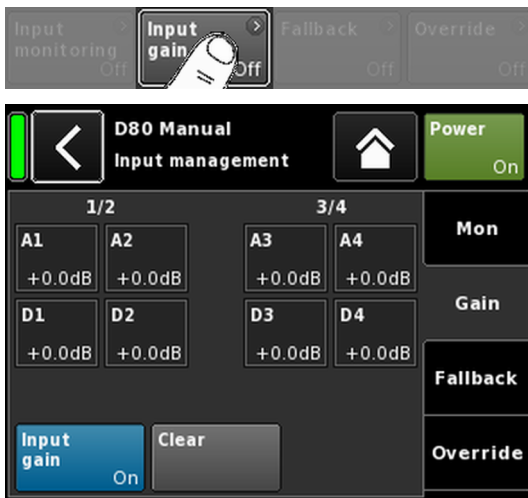 Input monitoring Off
Input gain Off
Fallback Off
Override Off
D80 Manual
Input management
Power On
1/2 3/4
A1 A2 A3 A4
+0.0dB +0.0dB +0.0dB +0.0dB
D1 D2 D3 D4
+0.0dB +0.0dB +0.0dB +0.0dB
Mon
Gain
Fallback
Override
Input gain On
Clear